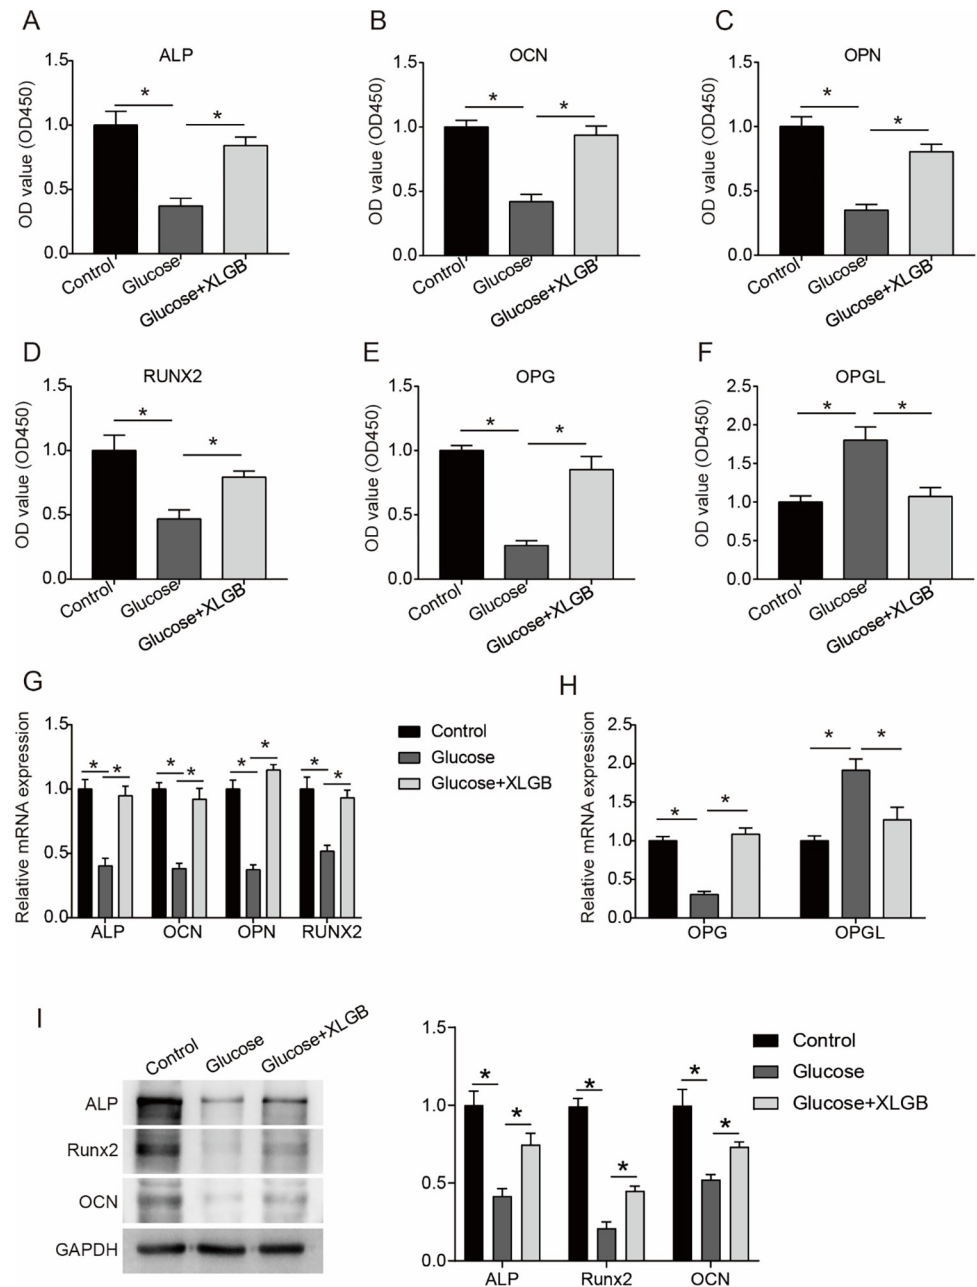 A
ALP
OD value (OD450)
1.5
1.0
0.5
0.0
*
*
Control
Glucose
Glucose+XLGB
B
OCN
OD value (OD450)
1.5
1.0
0.5
0.0
*
*
Control
Glucose
Glucose+XLGB
C
OPN
OD value (OD450)
1.5
1.0
0.5
0.0
*
*
Control
Glucose
Glucose+XLGB
D
RUNX2
OD value (OD450)
1.5
1.0
0.5
0.0
*
*
Control
Glucose
Glucose+XLGB
E
OPG
OD value (OD450)
1.5
1.0
0.5
0.0
*
*
Control
Glucose
Glucose+XLGB
F
OPGL
OD value (OD450)
2.5
2.0
1.5
1.0
0.5
0.0
*
*
Control
Glucose
Glucose+XLGB
G
Relative mRNA expression
1.5
1.0
0.5
0.0
* * * * * * * *
ALP OCN OPN RUNX2
Control
Glucose
Glucose+XLGB
H
Relative mRNA expression
2.5
2.0
1.5
1.0
0.5
0.0
* * * *
OPG OPGL
I
Control Glucose Glucose+XLGB
ALP
Runx2
OCN
GAPDH
1.5
1.0
0.5
0.0
* * * * * *
ALP Runx2 OCN
Control
Glucose
Glucose+XLGB